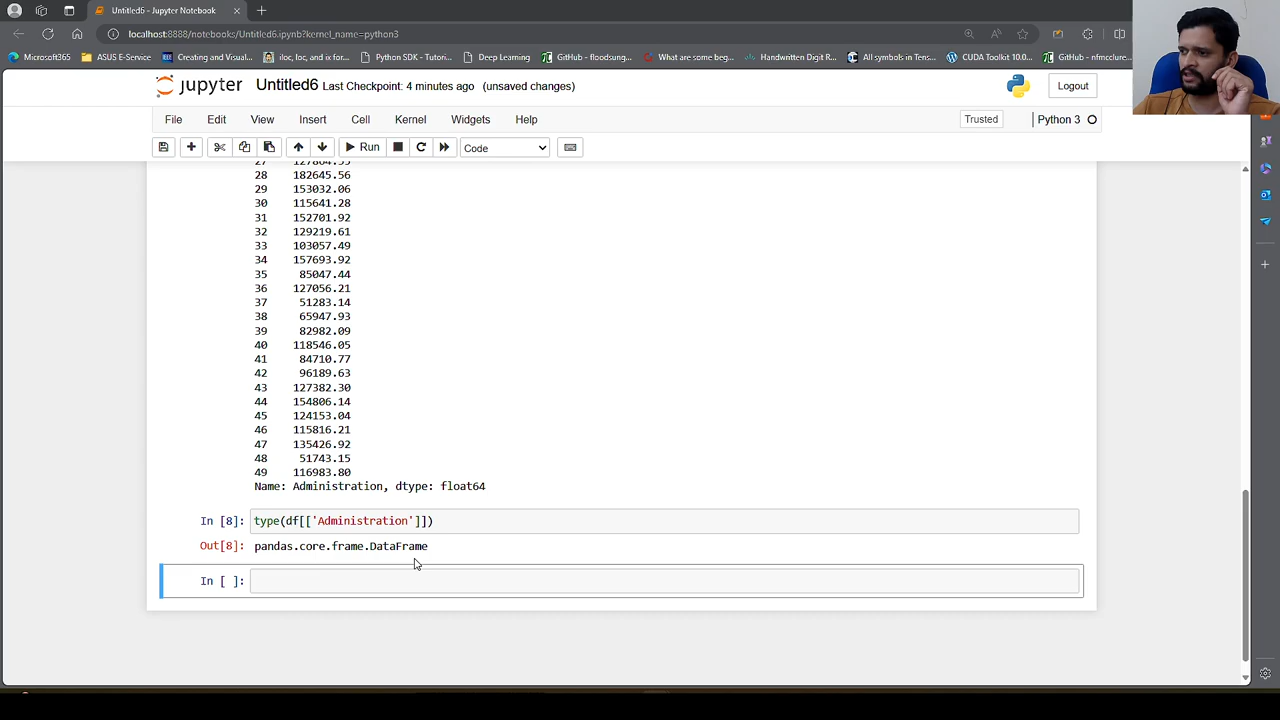 Untitled6 - Jupyter Notebook
localhost:8888/notebooks/Untitled6.ipynb?kernel_name=python3
Microsoft365
ASUS E-Service
Creating and Visual...
iloc, loc, and ix for...
Python SDK - Tutori...
Deep Learning
GitHub - floodsung...
What are some beg...
Handwritten Digit R...
All symbols in Tens...
CUDA Toolkit 10.0...
GitHub - nfmcclure...
jupyter Untitled6 Last Checkpoint: 4 minutes ago (unsaved changes)
Logout
File Edit View Insert Cell Kernel Widgets Help
Trusted
Python 3
Run
Code
27 127864.55
28 182645.56
29 153032.06
30 115641.28
31 152701.92
32 129219.61
33 103057.49
34 157693.92
35 85047.44
36 127056.21
37 51283.14
38 65947.93
39 82982.09
40 118546.05
41 84710.77
42 96189.63
43 127382.30
44 154806.14
45 124153.04
46 115816.21
47 135426.92
48 51743.15
49 116983.80
Name: Administration, dtype: float64
In [8]: type(df[['Administration']])
Out[8]: pandas.core.frame.DataFrame
In [ ]: